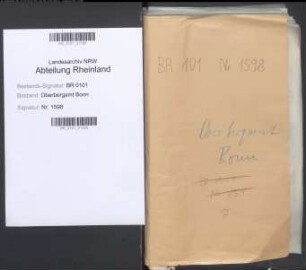 Landesarchiv NRW
Abteilung Rheinland
Bestands-Signatur: BR 0101
Bestand: Oberbergamt Bonn
Signatur: Nr. 1598
BR 101 Nr 1598
Oberbergamt
Bonn